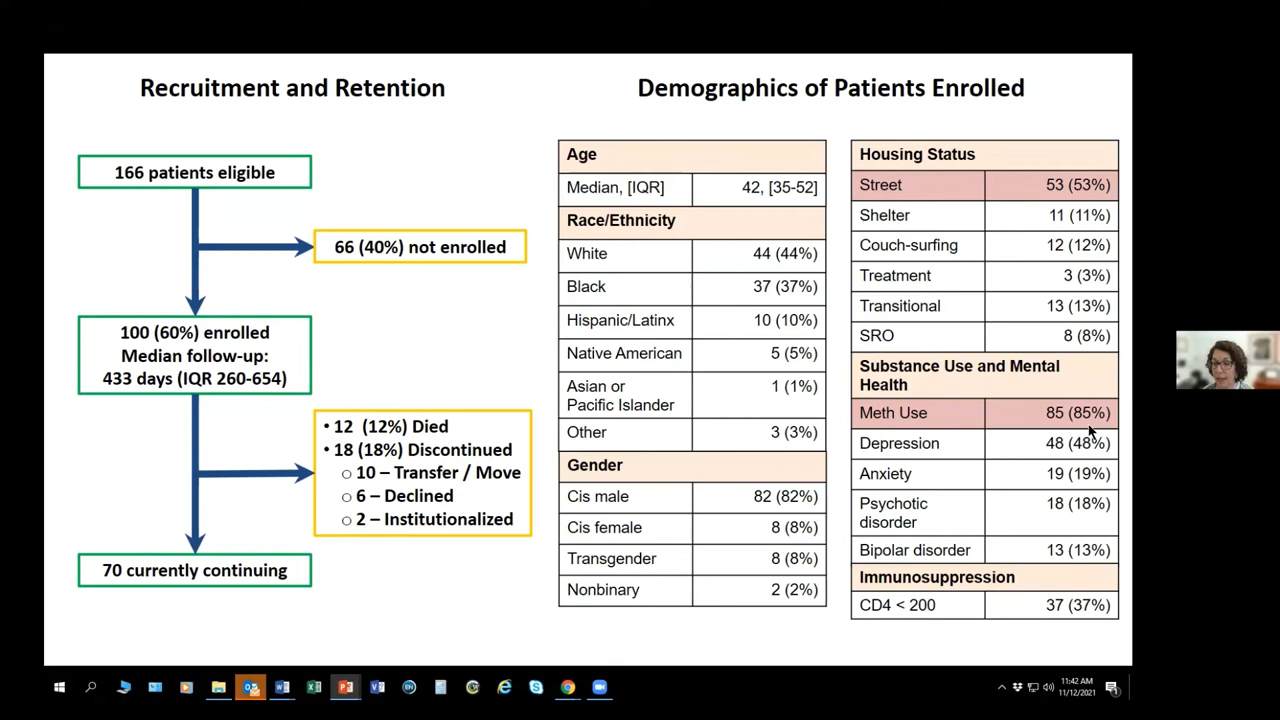 Recruitment and Retention
166 patients eligible
66 (40%) not enrolled
100 (60%) enrolled
Median follow-up:
433 days (IQR 260-654)
• 12 (12%) Died
• 18 (18%) Discontinued
o 10 – Transfer / Move
o 6 – Declined
o 2 – Institutionalized
70 currently continuing
Demographics of Patients Enrolled
Age
Median, [IQR] 42, [35-52]
Race/Ethnicity
White 44 (44%)
Black 37 (37%)
Hispanic/Latinx 10 (10%)
Native American 5 (5%)
Asian or
Pacific Islander 1 (1%)
Other 3 (3%)
Gender
Cis male 82 (82%)
Cis female 8 (8%)
Transgender 8 (8%)
Nonbinary 2 (2%)
Housing Status
Street 53 (53%)
Shelter 11 (11%)
Couch-surfing 12 (12%)
Treatment 3 (3%)
Transitional 13 (13%)
SRO 8 (8%)
Substance Use and Mental
Health
Meth Use 85 (85%)
Depression 48 (48%)
Anxiety 19 (19%)
Psychotic
disorder 18 (18%)
Bipolar disorder 13 (13%)
Immunosuppression
CD4 < 200 37 (37%)
11:42 AM
11/12/2021